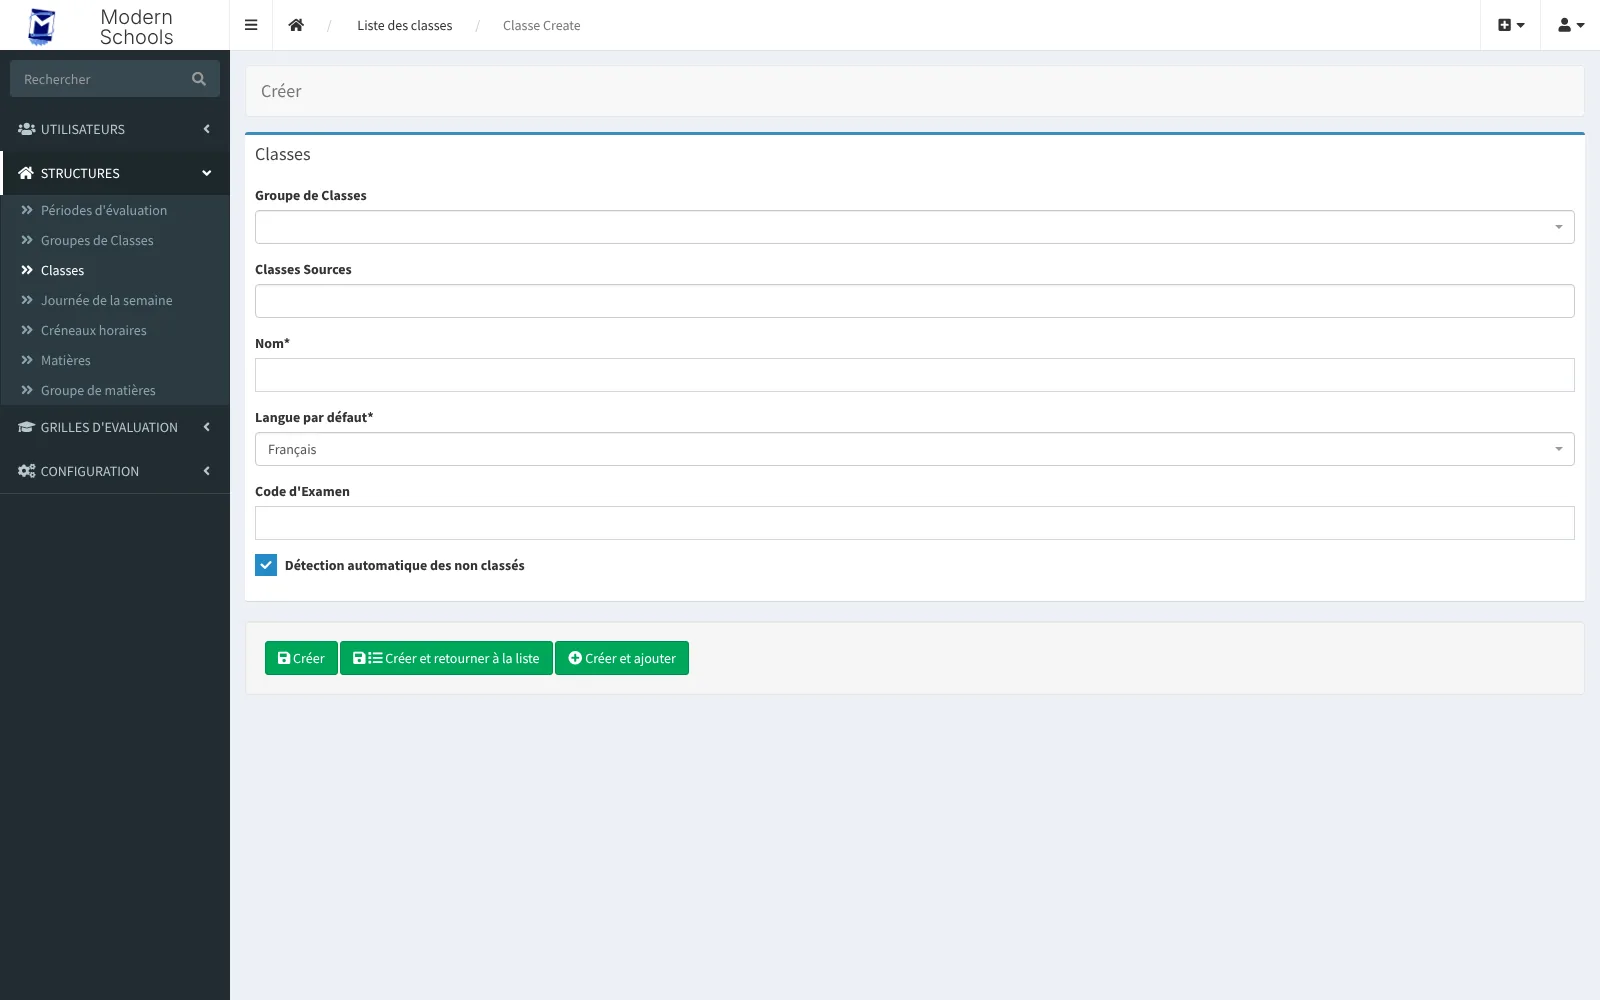 Modern
Schools
/ Liste des classes / Classe Create
Rechercher
UTILISATEURS
STRUCTURES
Périodes d'évaluation
Groupes de Classes
Classes
Journée de la semaine
Créneaux horaires
Matières
Groupe de matières
GRILLES D'EVALUATION
CONFIGURATION
Créer
Classes
Groupe de Classes
Classes Sources
Nom*
Langue par défaut*
Français
Code d'Examen
Détection automatique des non classés
Créer
Créer et retourner à la liste
Créer et ajouter